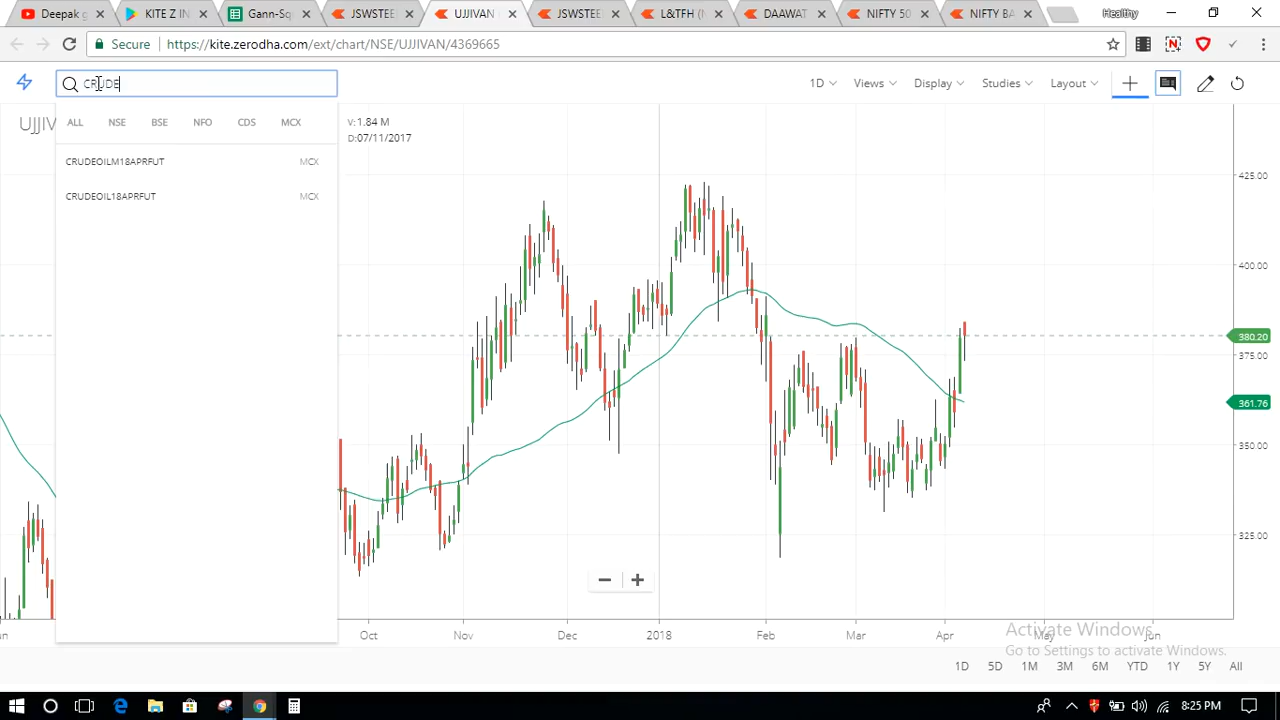 Deepak g
KITE Z IN
Gann-Sq
JSWSTEE
UJJIVAN
JSWSTEE
L&TFH (N
DAAWAT
NIFTY 50
NIFTY BA
Healthy
Secure
https://kite.zerodha.com/ext/chart/NSE/UJJIVAN/4369665
CRUDE
1D
Views
Display
Studies
Layout
ALL
NSE
BSE
NFO
CDS
MCX
CRUDEOILM18APRFUT
MCX
CRUDEOIL18APRFUT
MCX
UJJIV
V:1.84 M
D:07/11/2017
425.00
400.00
380.20
375.00
361.76
350.00
325.00
Oct
Nov
Dec
2018
Feb
Mar
Apr
May
Jun
Activate Windows
Go to Settings to activate Windows.
1D
5D
1M
3M
6M
YTD
1Y
5Y
All
8:25 PM